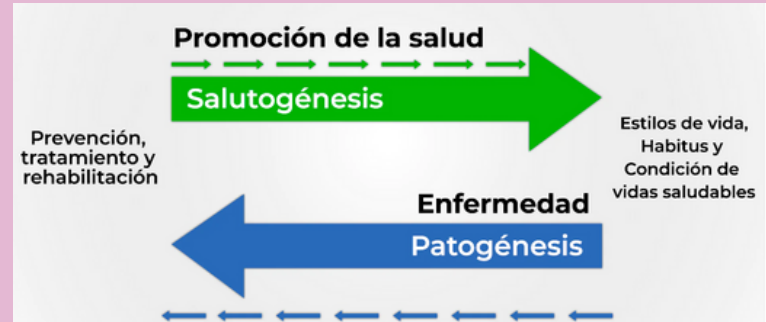 Promoción de la salud
Salutogénesis
Prevención,
tratamiento y
rehabilitación
Estilos de vida,
Habitus y
Condición de
vidas saludables
Enfermedad
Patogénesis